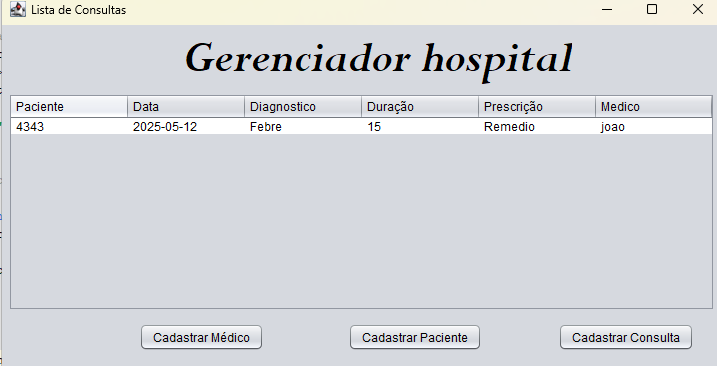 Lista de Consultas
Gerenciador hospital
Paciente Data Diagnostico Duração Prescrição Medico
4343 2025-05-12 Febre 15 Remedio joao
Cadastrar Médico Cadastrar Paciente Cadastrar Consulta